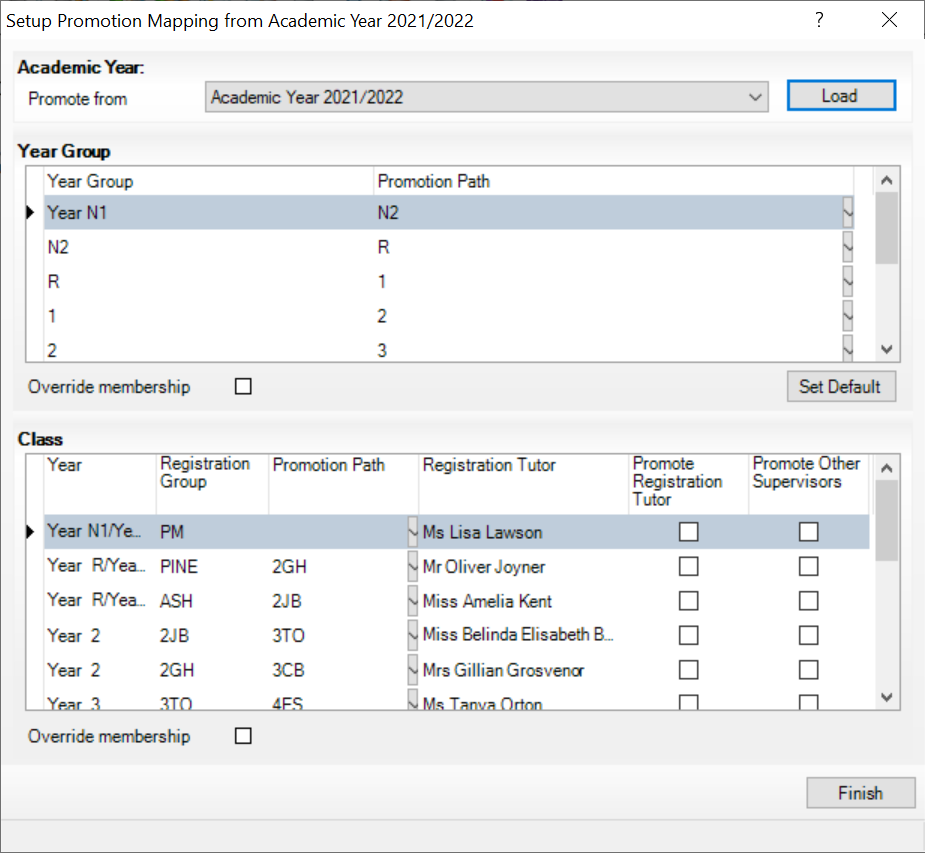 Setup Promotion Mapping from Academic Year 2021/2022 ?
Academic Year:
Promote from Academic Year 2021/2022 Load
Year Group
Year Group Promotion Path
Year N1 N2
N2 R
R 1
1 2
2 3
Override membership Set Default
Class
Year Registration Group Promotion Path Registration Tutor Promote Registration Tutor Promote Other Supervisors
Year N1/Ye... PM Ms Lisa Lawson
Year R/Yea... PINE 2GH Mr Oliver Joyner
Year R/Yea... ASH 2JB Miss Amelia Kent
Year 2 2JB 3TO Miss Belinda Elisabeth B...
Year 2 2GH 3CB Mrs Gillian Grosvenor
Year 3 3TO 4ES Ms Tanya Orton
Override membership
Finish